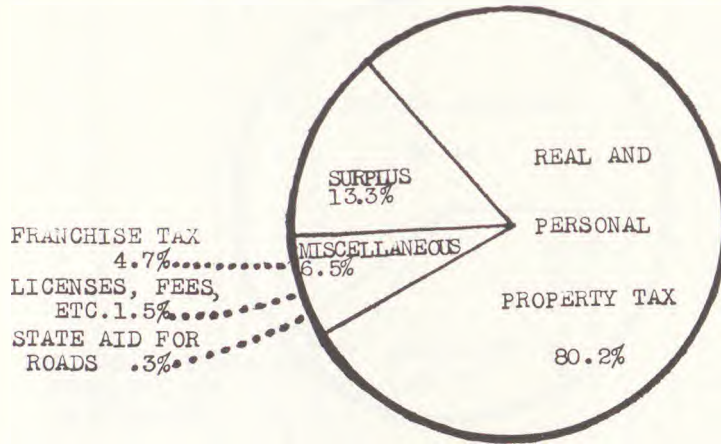 REAL AND
PERSONAL
PROPERTY TAX
80.2%
SURPLUS
13.3%
MISCELLANEOUS
6.5%
FRANCHISE TAX
4.7%
LICENSES, FEES,
ETC.1.5%
STATE AID FOR
ROADS .3%